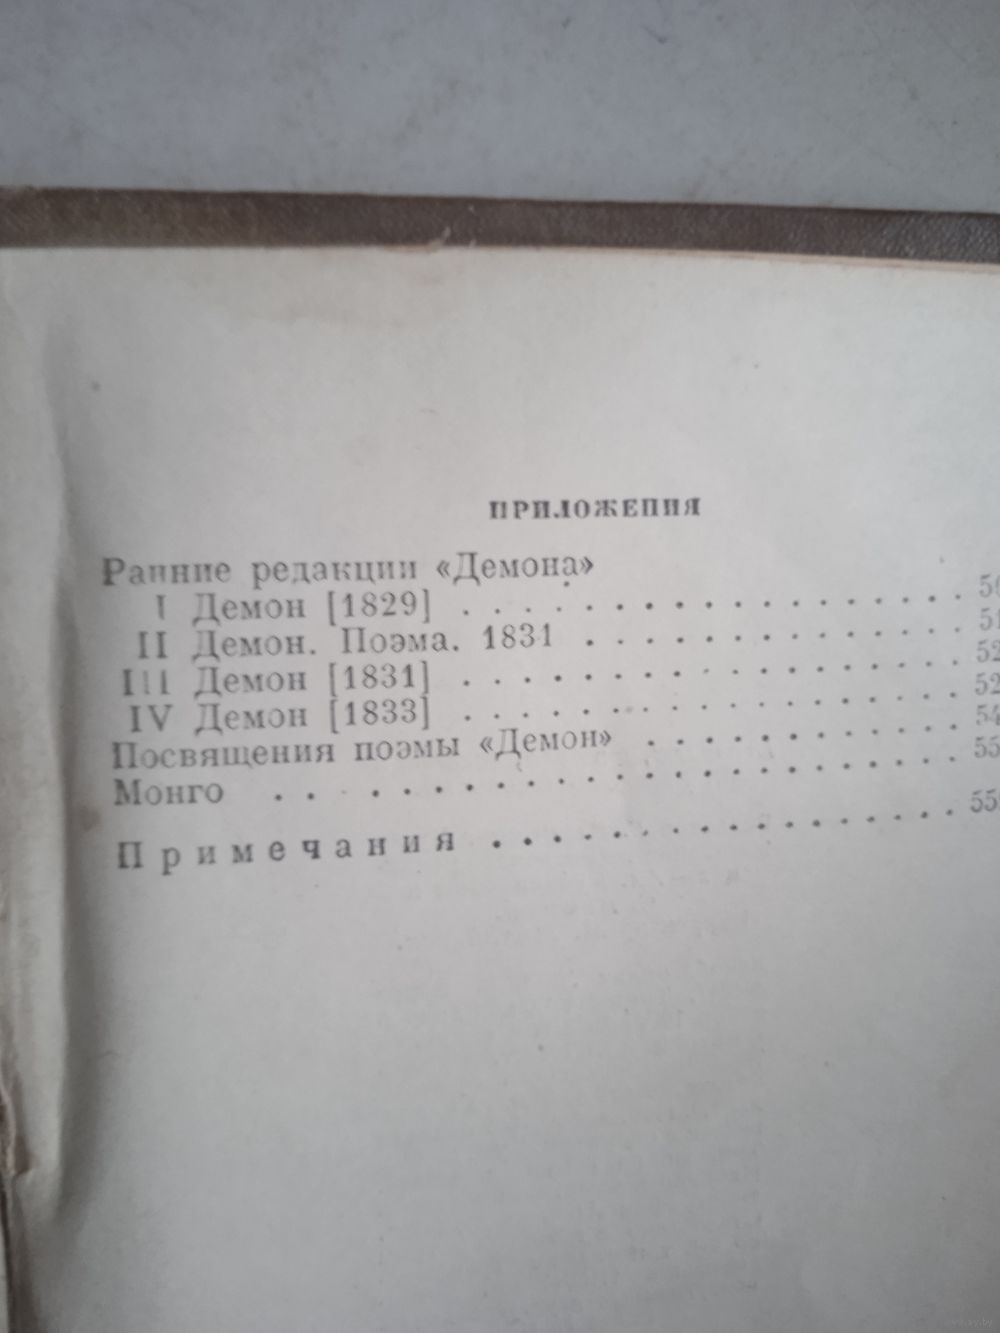 ПРИЛОЖЕНИЯ
Ранние редакции «Демона»
I Демон [1829] . . . . . . . . . . . . . . . .
II Демон. Поэма. 1831 . . . . . . . . . . . . .
III Демон [1831] . . . . . . . . . . . . . . . .
IV Демон [1833] . . . . . . . . . . . . . . . .
Посвящения поэмы «Демон» . . . . . . . . . . .
Монго . . . . . . . . . . . . . . . . . . . . .
Примечания . . . . . . . . . . . . . . .